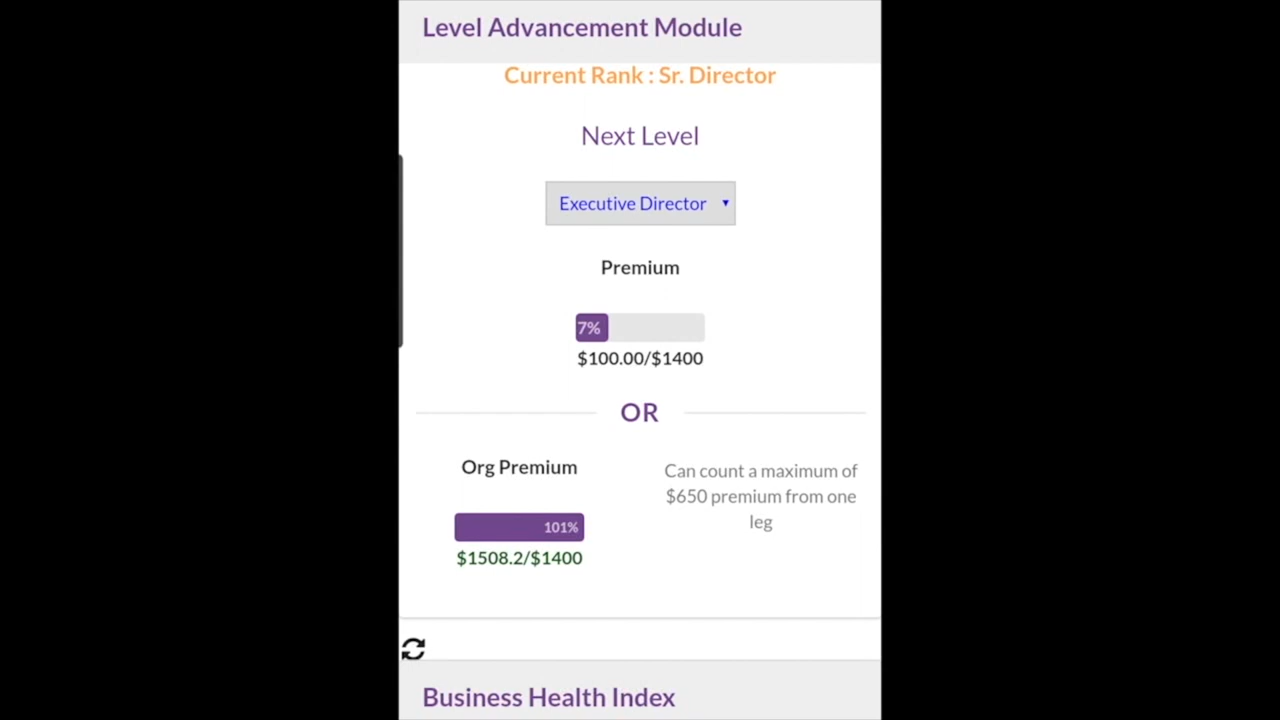 Level Advancement Module
Current Rank : Sr. Director
Next Level
Executive Director
Premium
7%
$100.00/$1400
OR
Org Premium
101%
$1508.2/$1400
Can count a maximum of
$650 premium from one
leg
Business Health Index